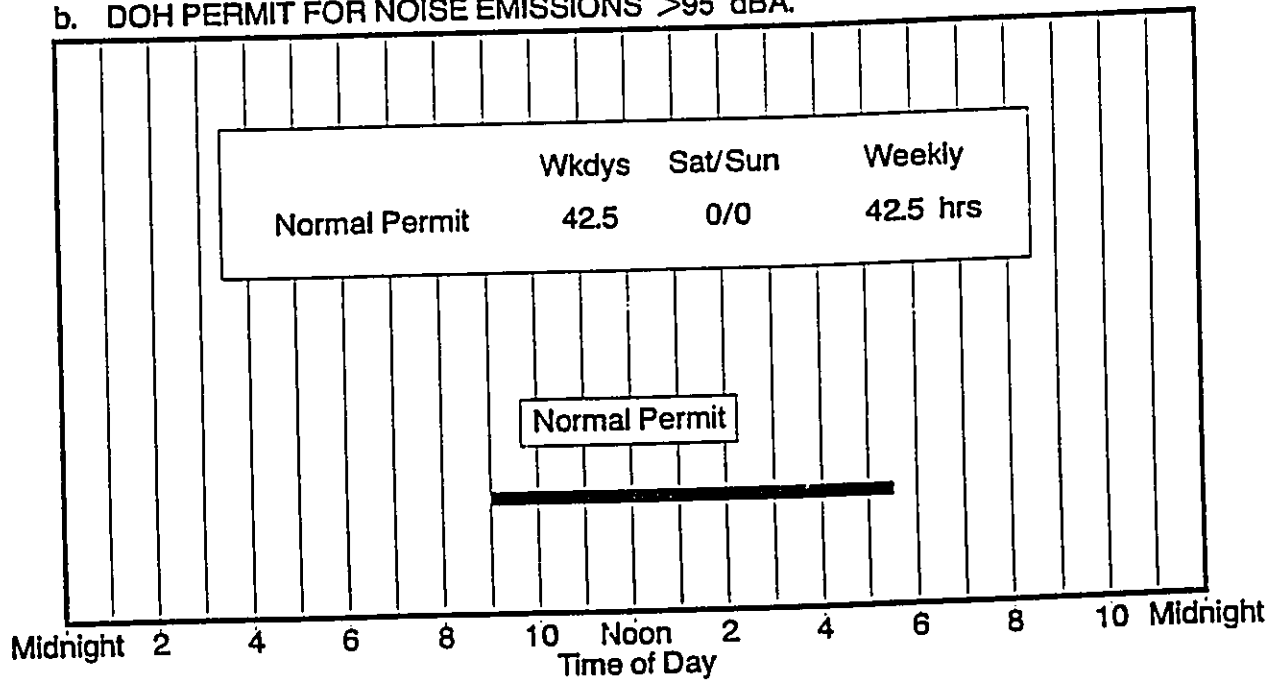 b. DOH PERMIT FOR NOISE EMISSIONS >95 dBA.
Wkdys Sat/Sun Weekly
Normal Permit 42.5 0/0 42.5 hrs
Normal Permit
Midnight 2 4 6 8 10 Noon 2 4 6 8 10 Midnight
Time of Day